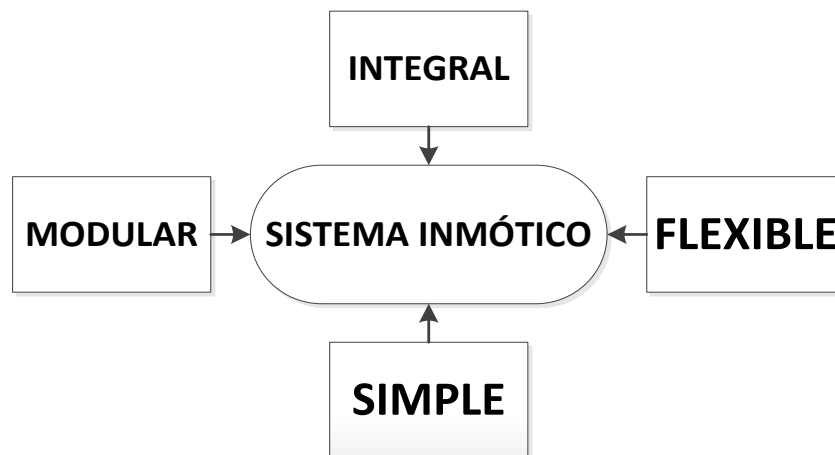 INTEGRAL
MODULAR
SISTEMA INMÓTICO
FLEXIBLE
SIMPLE